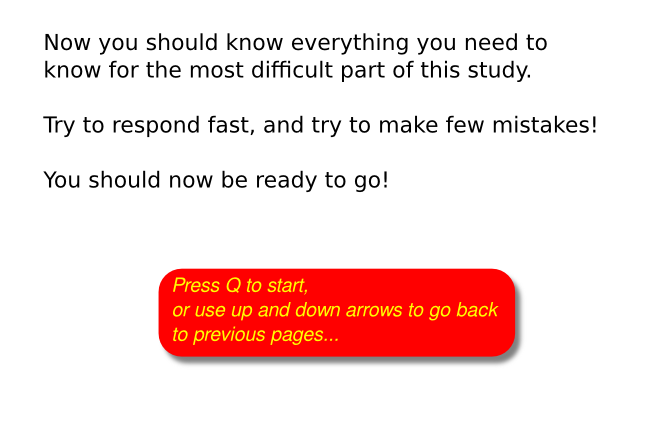 Now you should know everything you need to
know for the most difficult part of this study.
Try to respond fast, and try to make few mistakes!
You should now be ready to go!
Press Q to start,
or use up and down arrows to go back
to previous pages...